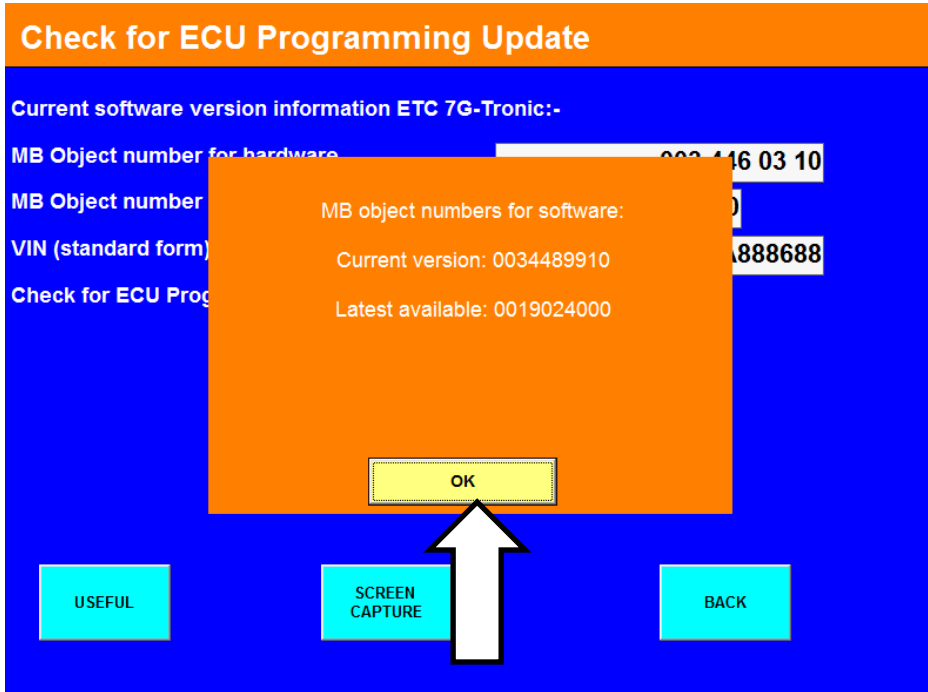 Check for ECU Programming Update
Current software version information ETC 7G-Tronic:-
MB Object number for hardware
46 03 10
MB Object number
VIN (standard form)
888688
Check for ECU Prog
MB object numbers for software:
Current version: 0034489910
Latest available: 0019024000
OK
USEFUL
SCREEN
CAPTURE
BACK